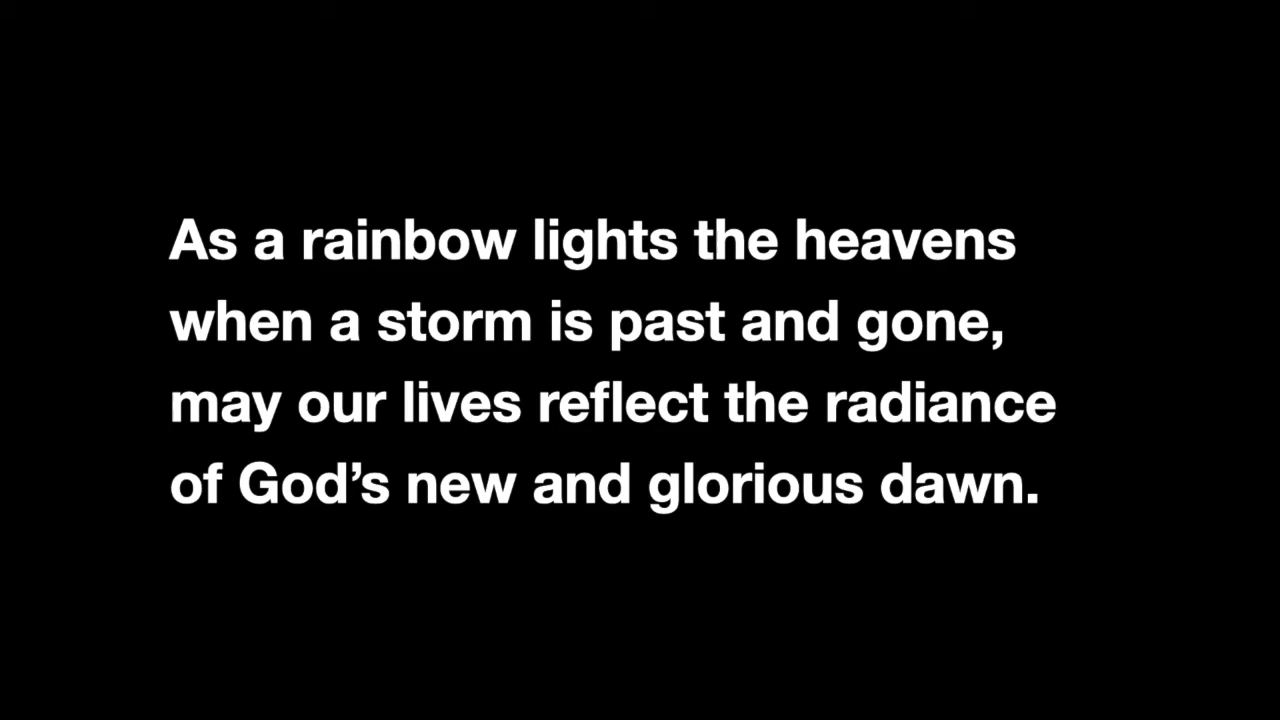 As a rainbow lights the heavens
when a storm is past and gone,
may our lives reflect the radiance
of God’s new and glorious dawn.